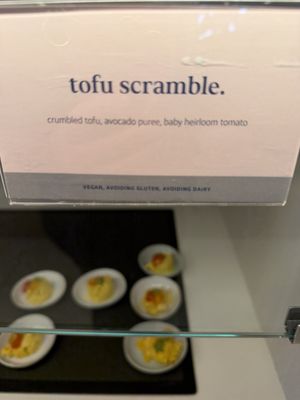 tofu scramble.
crumbled tofu, avocado puree, baby heirloom tomato
VEGAN, AVOIDING GLUTEN, AVOIDING DAIRY